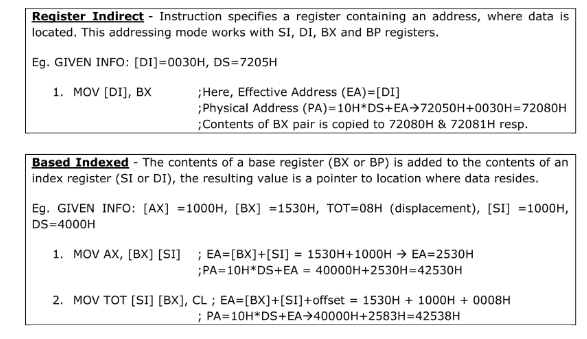 Register Indirect - Instruction specifies a register containing an address, where data is
located. This addressing mode works with SI, DI, BX and BP registers.
Eg. GIVEN INFO: [DI]=0030H, DS=7205H
1. MOV [DI], BX ;Here, Effective Address (EA)=[DI]
;Physical Address (PA)=10H*DS+EA→72050H+0030H=72080H
;Contents of BX pair is copied to 72080H & 72081H resp.
Based Indexed - The contents of a base register (BX or BP) is added to the contents of an
index register (SI or DI), the resulting value is a pointer to location where data resides.
Eg. GIVEN INFO: [AX] =1000H, [BX] =1530H, TOT=08H (displacement), [SI] =1000H,
DS=4000H
1. MOV AX, [BX] [SI] ; EA=[BX]+[SI] = 1530H+1000H → EA=2530H
;PA=10H*DS+EA = 40000H+2530H=42530H
2. MOV TOT [SI] [BX], CL ; EA=[BX]+[SI]+offset = 1530H + 1000H + 0008H
; PA=10H*DS+EA→40000H+2583H=42538H